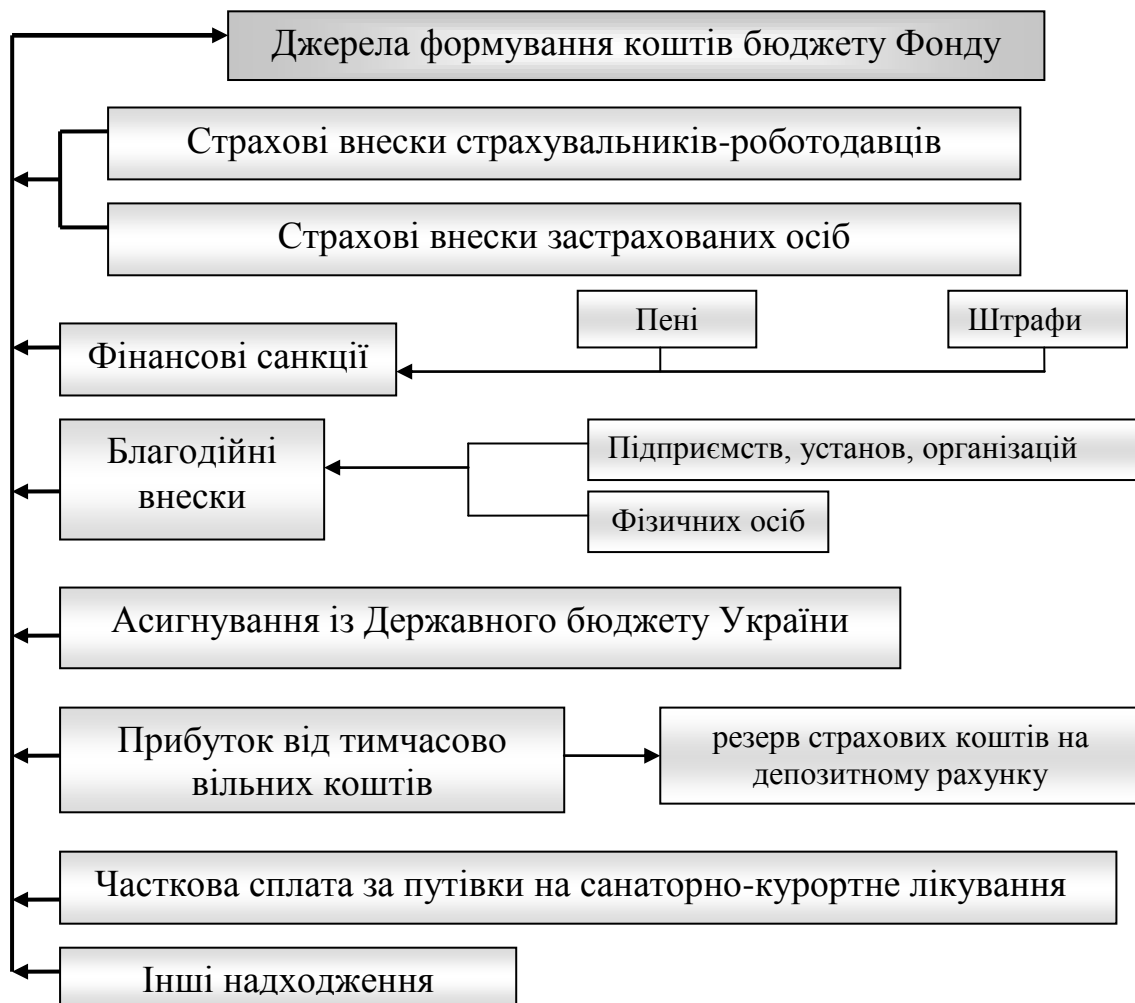 Джерела формування коштів бюджету Фонду
Страхові внески страхувальників-роботодавців
Страхові внески застрахованих осіб
Пені
Штрафи
Фінансові санкції
Благодійні
внески
Підприємств, установ, організацій
Фізичних осіб
Асигнування із Державного бюджету України
Прибуток від тимчасово
вільних коштів
резерв страхових коштів на
депозитному рахунку
Часткова сплата за путівки на санаторно-курортне лікування
Інші надходження